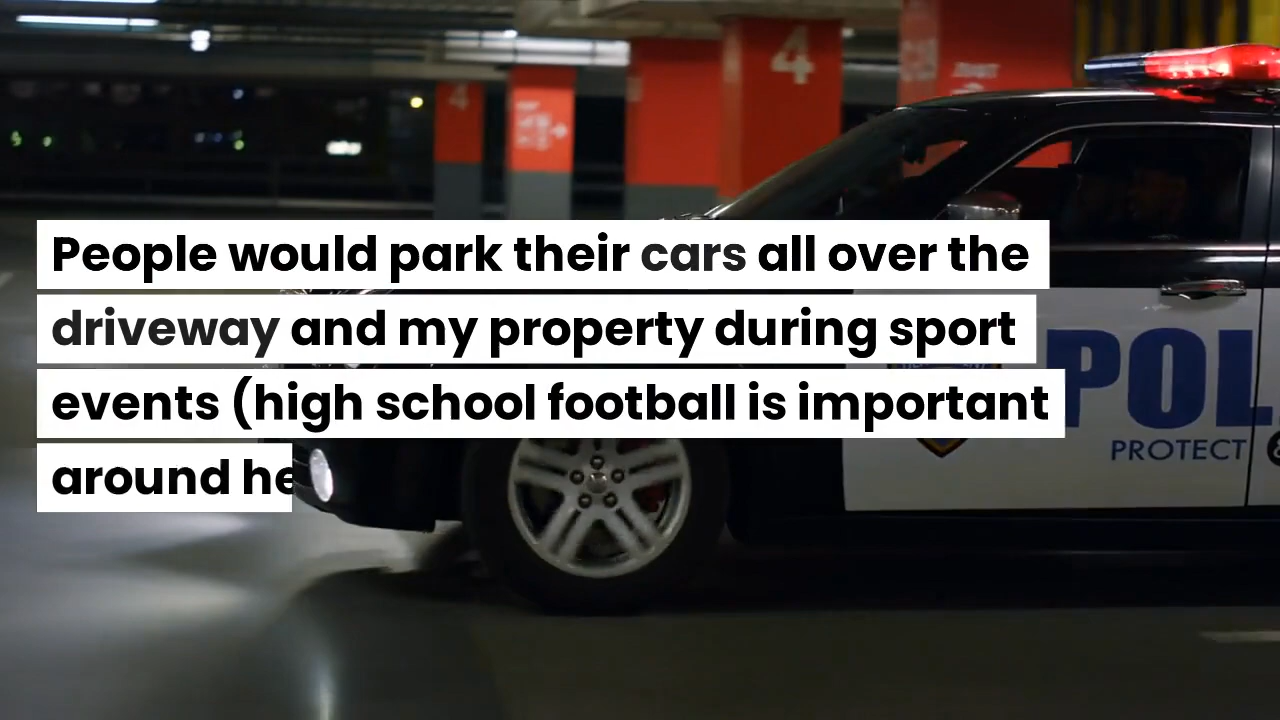 4
4
People would park their cars all over the
driveway and my property during sport
events (high school football is important
around he
POL
PROTECT &